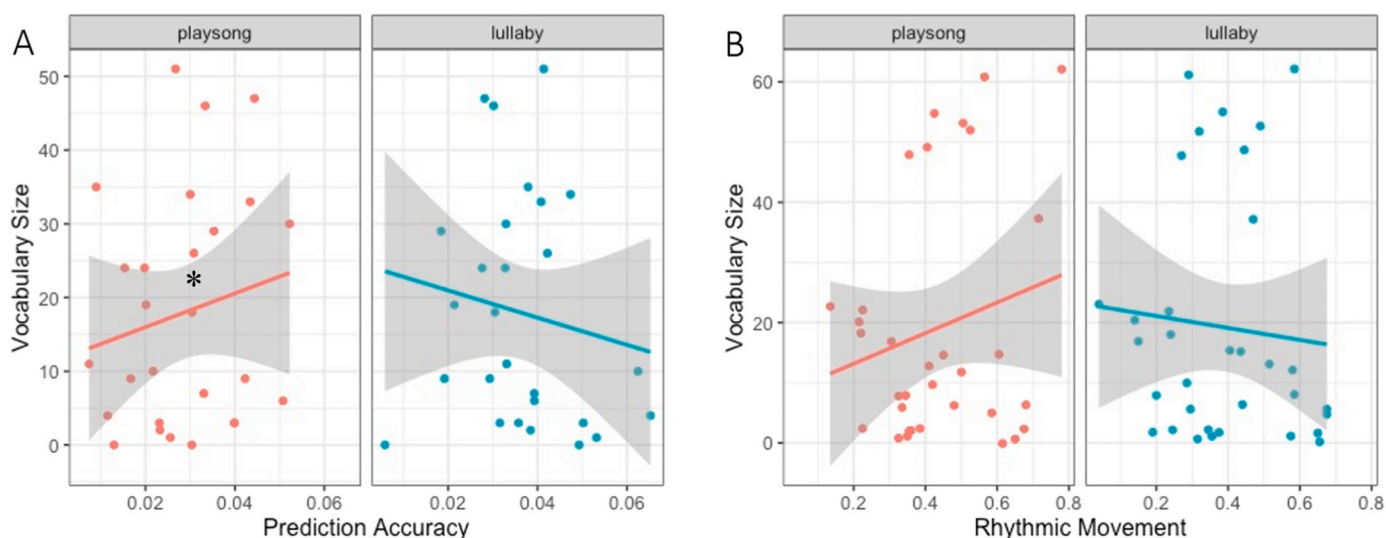 A
playsong
lullaby
Vocabulary Size
50
40
30
20
10
0
*
0.02
0.04
0.06
0.02
0.04
0.06
Prediction Accuracy
B
playsong
lullaby
Vocabulary Size
60
40
20
0
0.2
0.4
0.6
0.8
0.2
0.4
0.6
0.8
Rhythmic Movement